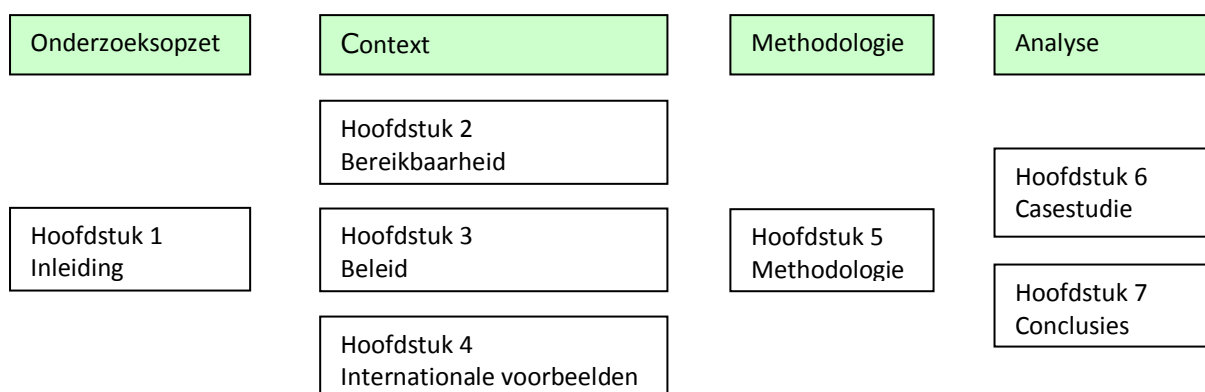 Onderzoeksopzet
Context
Methodologie
Analyse
Hoofdstuk 1
Inleiding
Hoofdstuk 2
Bereikbaarheid
Hoofdstuk 3
Beleid
Hoofdstuk 4
Internationale voorbeelden
Hoofdstuk 5
Methodologie
Hoofdstuk 6
Casestudie
Hoofdstuk 7
Conclusies